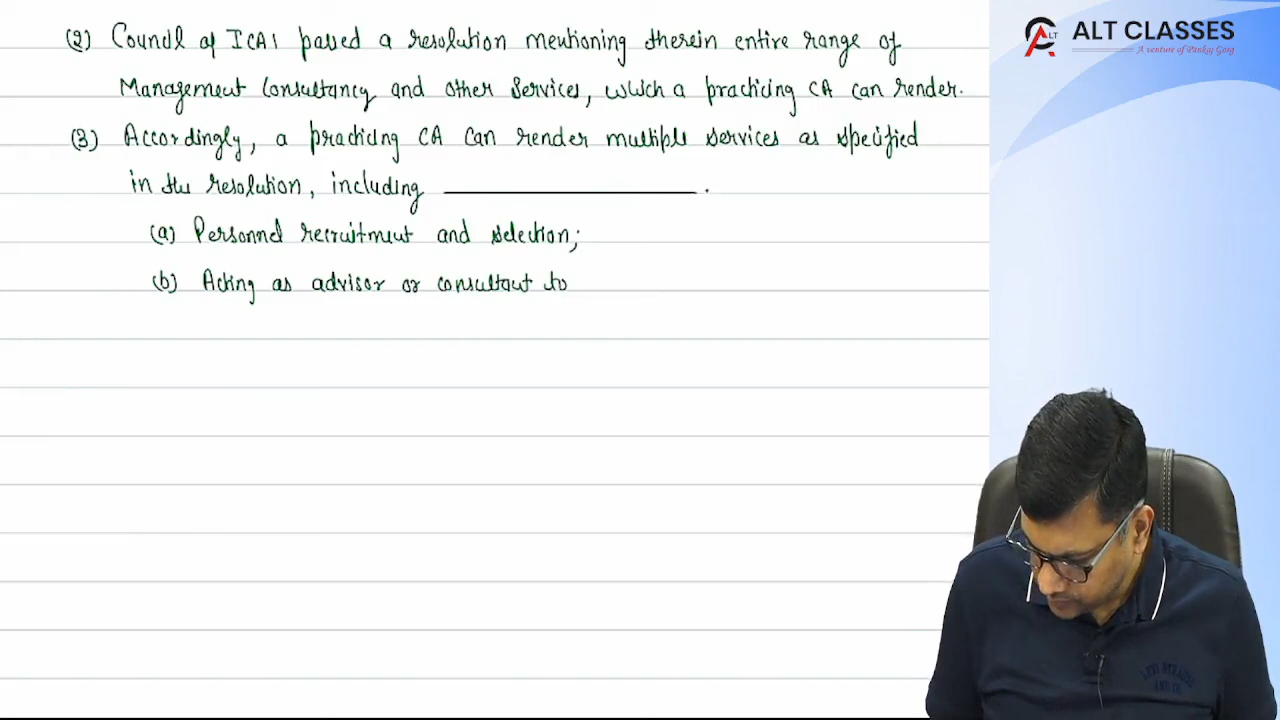 (2) Council of ICAI passed a resolution mentioning therein entire range of
Management Consultancy and other Services, which a practicing CA can render.
(3) Accordingly, a practicing CA can render multiple services as specified
in the resolution, including ____________.
(a) Personnel recruitment and selection;
(b) Acting as advisor or consultant to
ALT
ALT CLASSES
A venture of Pankaj Garg